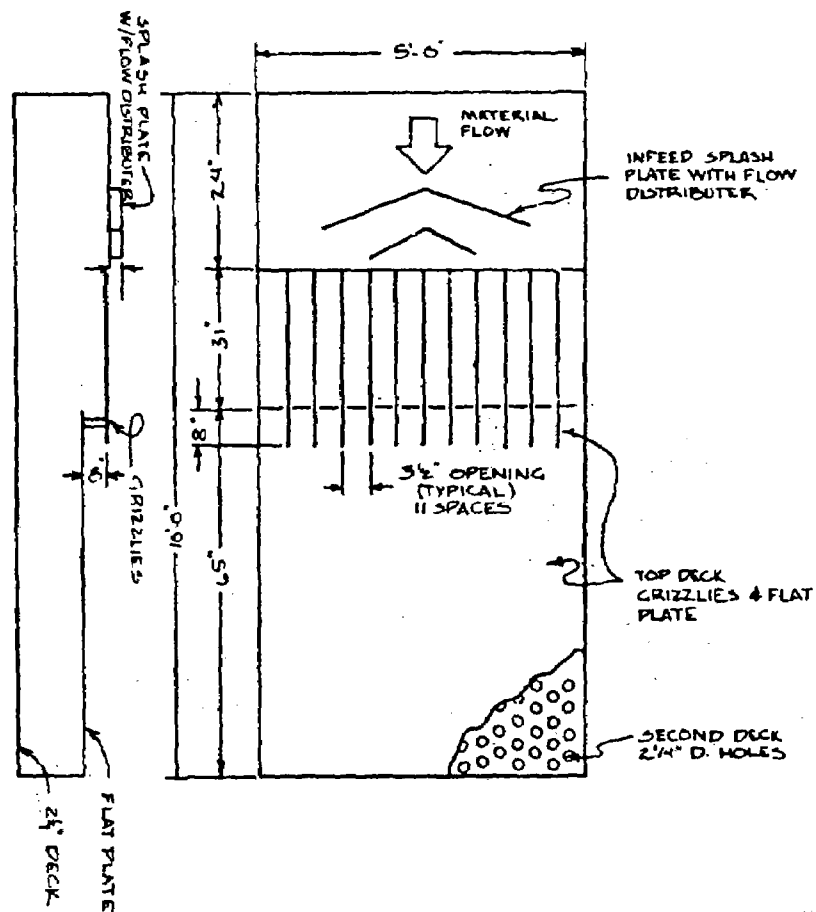 SPLASH PLATE
W/FLOW DISTRIBUTER
5'-0"
MATERIAL
FLOW
24"
INFEED SPLASH
PLATE WITH FLOW
DISTRIBUTER
31"
8"
GRIZZLIES
10'-0"
65"
3½" OPENING
(TYPICAL)
11 SPACES
TOP DECK
GRIZZLIES & FLAT
PLATE
SECOND DECK
2¼" D. HOLES
FLAT PLATE
2¼" DECK